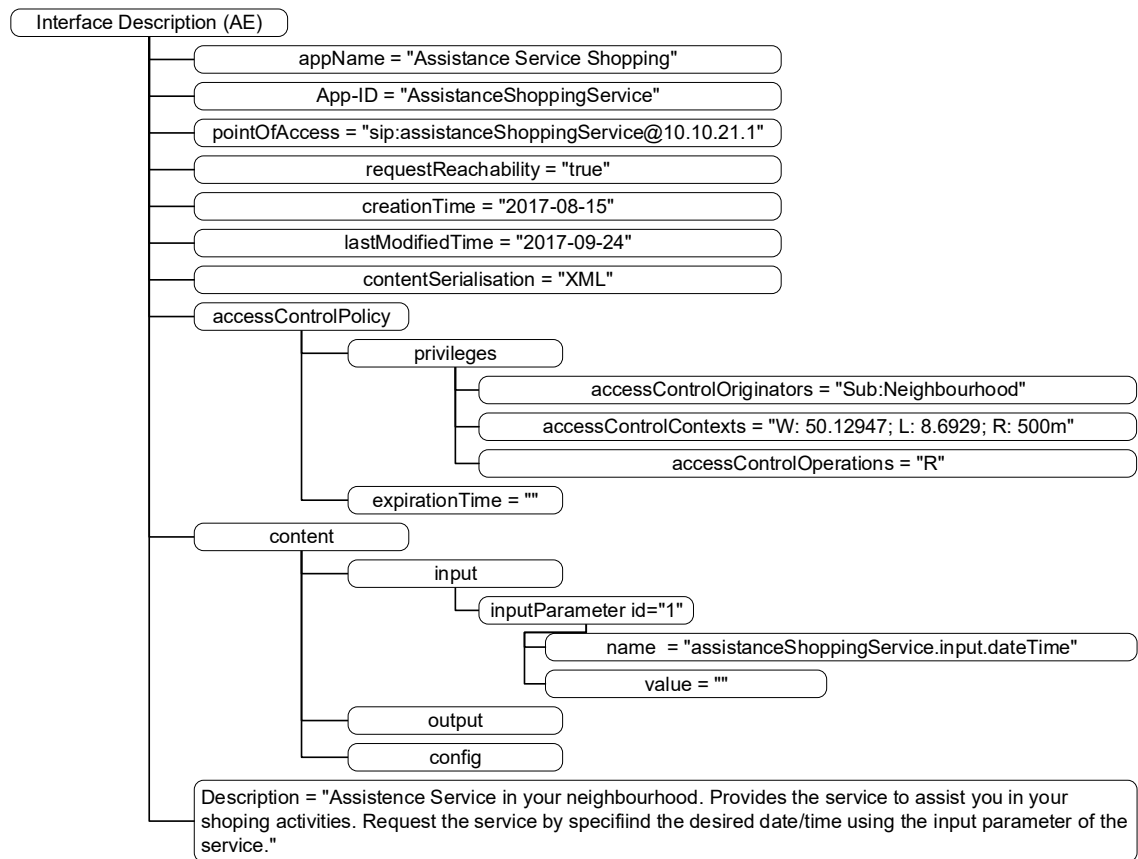 Interface Description (AE)
appName = "Assistance Service Shopping"
App-ID = "AssistanceShoppingService"
pointOfAccess = "sip:assistanceShoppingService@10.10.21.1"
requestReachability = "true"
creationTime = "2017-08-15"
lastModifiedTime = "2017-09-24"
contentSerialisation = "XML"
accessControlPolicy
privileges
accessControlOriginators = "Sub:Neighbourhood"
accessControlContexts = "W: 50.12947; L: 8.6929; R: 500m"
accessControlOperations = "R"
expirationTime = ""
content
input
inputParameter id="1"
name = "assistanceShoppingService.input.dateTime"
value = ""
output
config
Description = "Assistence Service in your neighbourhood. Provides the service to assist you in your
shoping activities. Request the service by specifiind the desired date/time using the input parameter of the
service."